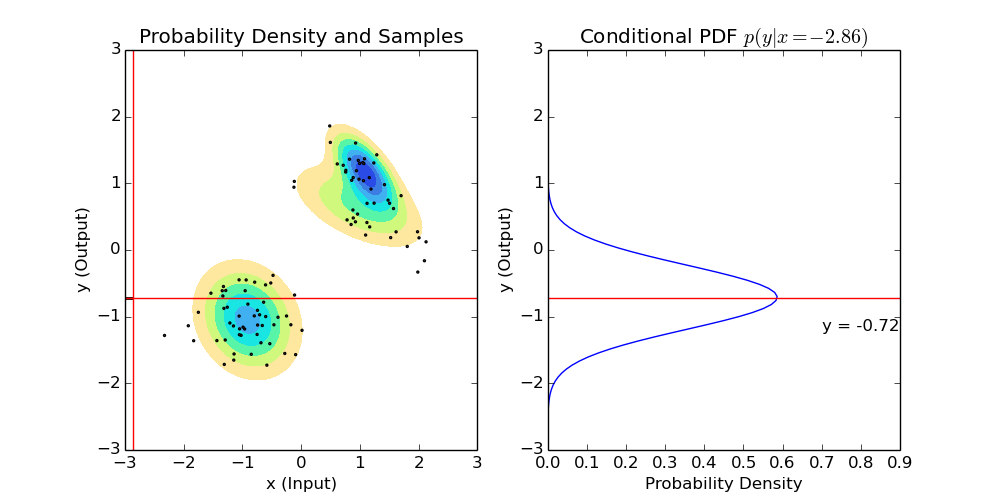 Probability Density and Samples
3
2
1
0
−1
−2
−3
y (Output)
−3 −2 −1 0 1 2 3
x (Input)
Conditional PDF p(y|x=−2.86)
3
2
1
0
−1
−2
−3
y (Output)
y = -0.72
0.0 0.1 0.2 0.3 0.4 0.5 0.6 0.7 0.8 0.9
Probability Density